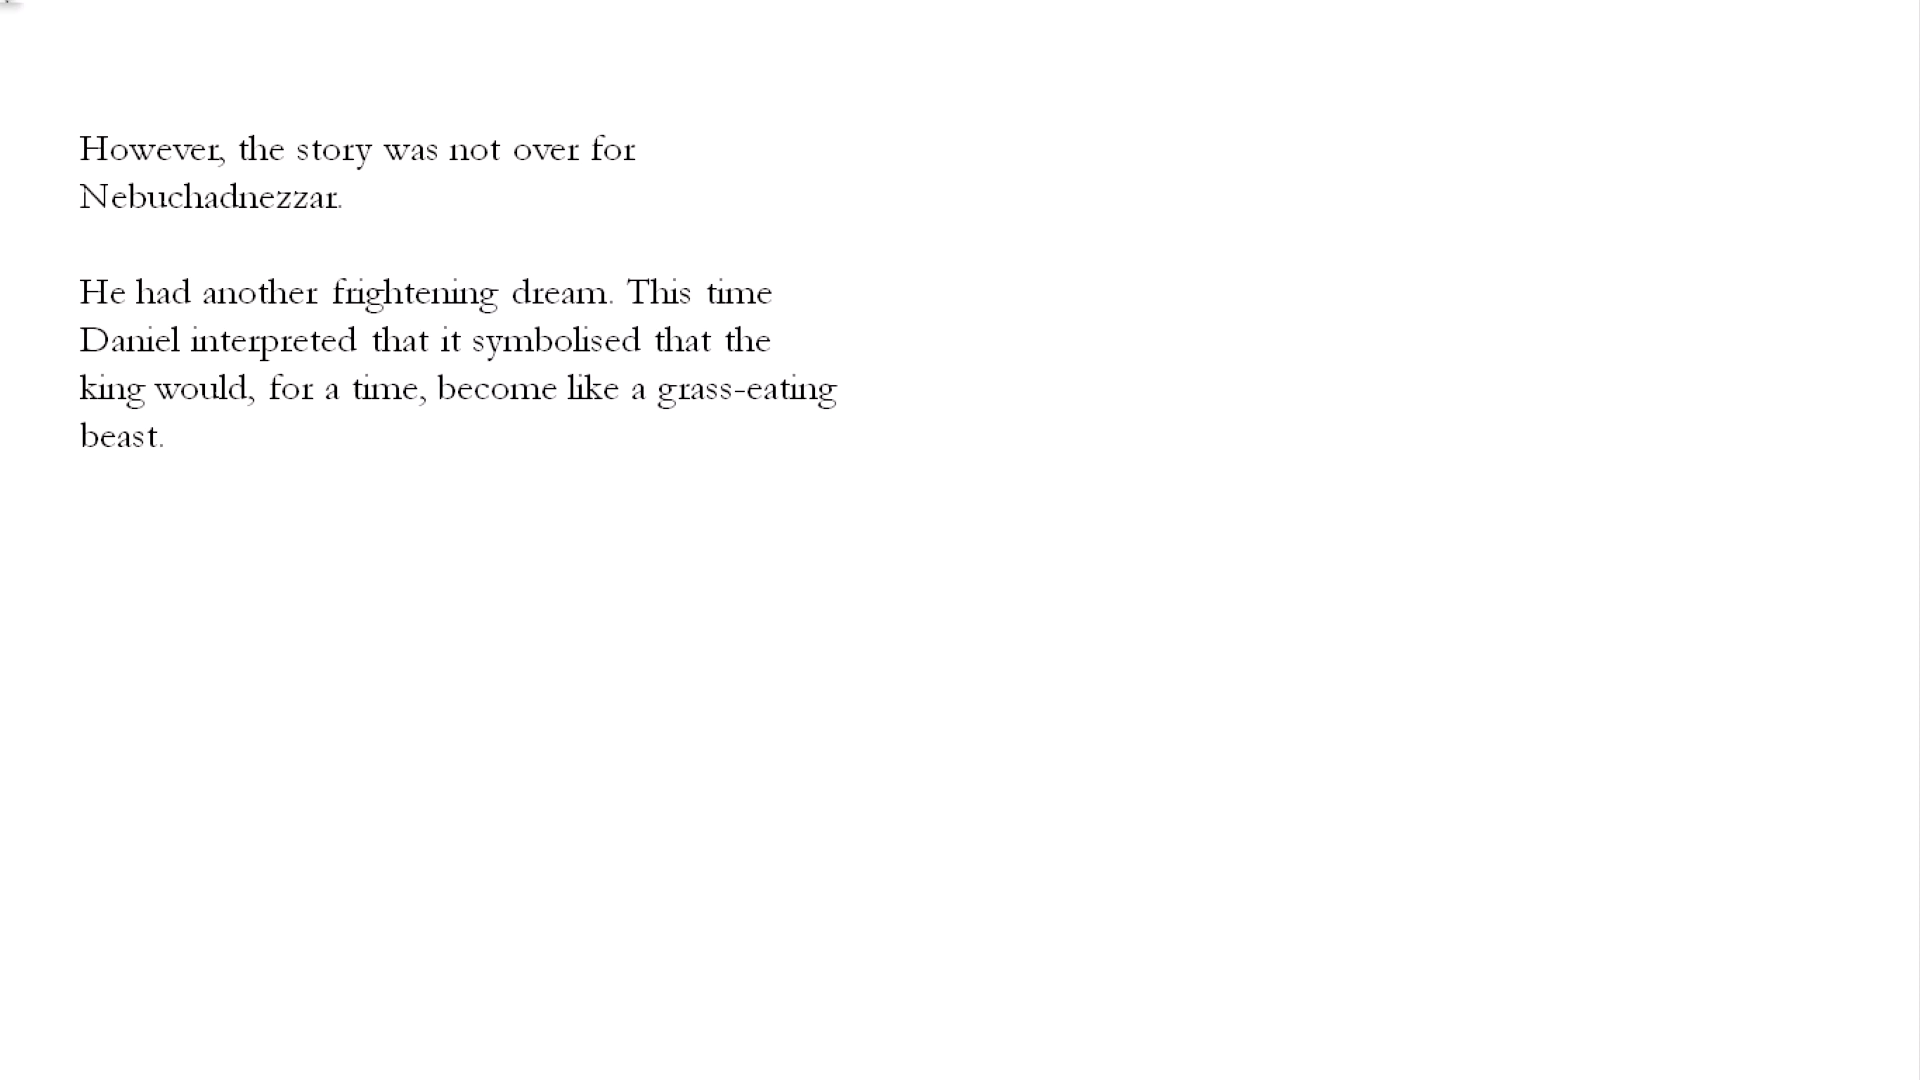 However, the story was not over for
Nebuchadnezzar.
He had another frightening dream. This time
Daniel interpreted that it symbolised that the
king would, for a time, become like a grass-eating
beast.